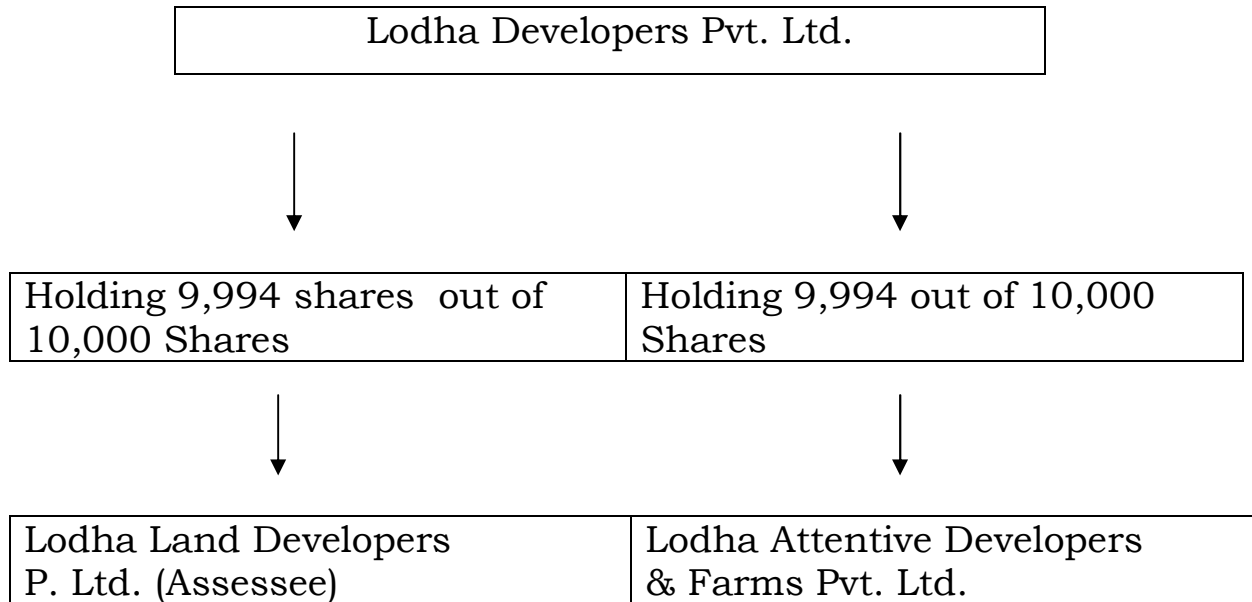 Lodha Developers Pvt. Ltd.
Holding 9,994 shares out of
10,000 Shares
Holding 9,994 out of 10,000
Shares
Lodha Land Developers
P. Ltd. (Assessee)
Lodha Attentive Developers
& Farms Pvt. Ltd.